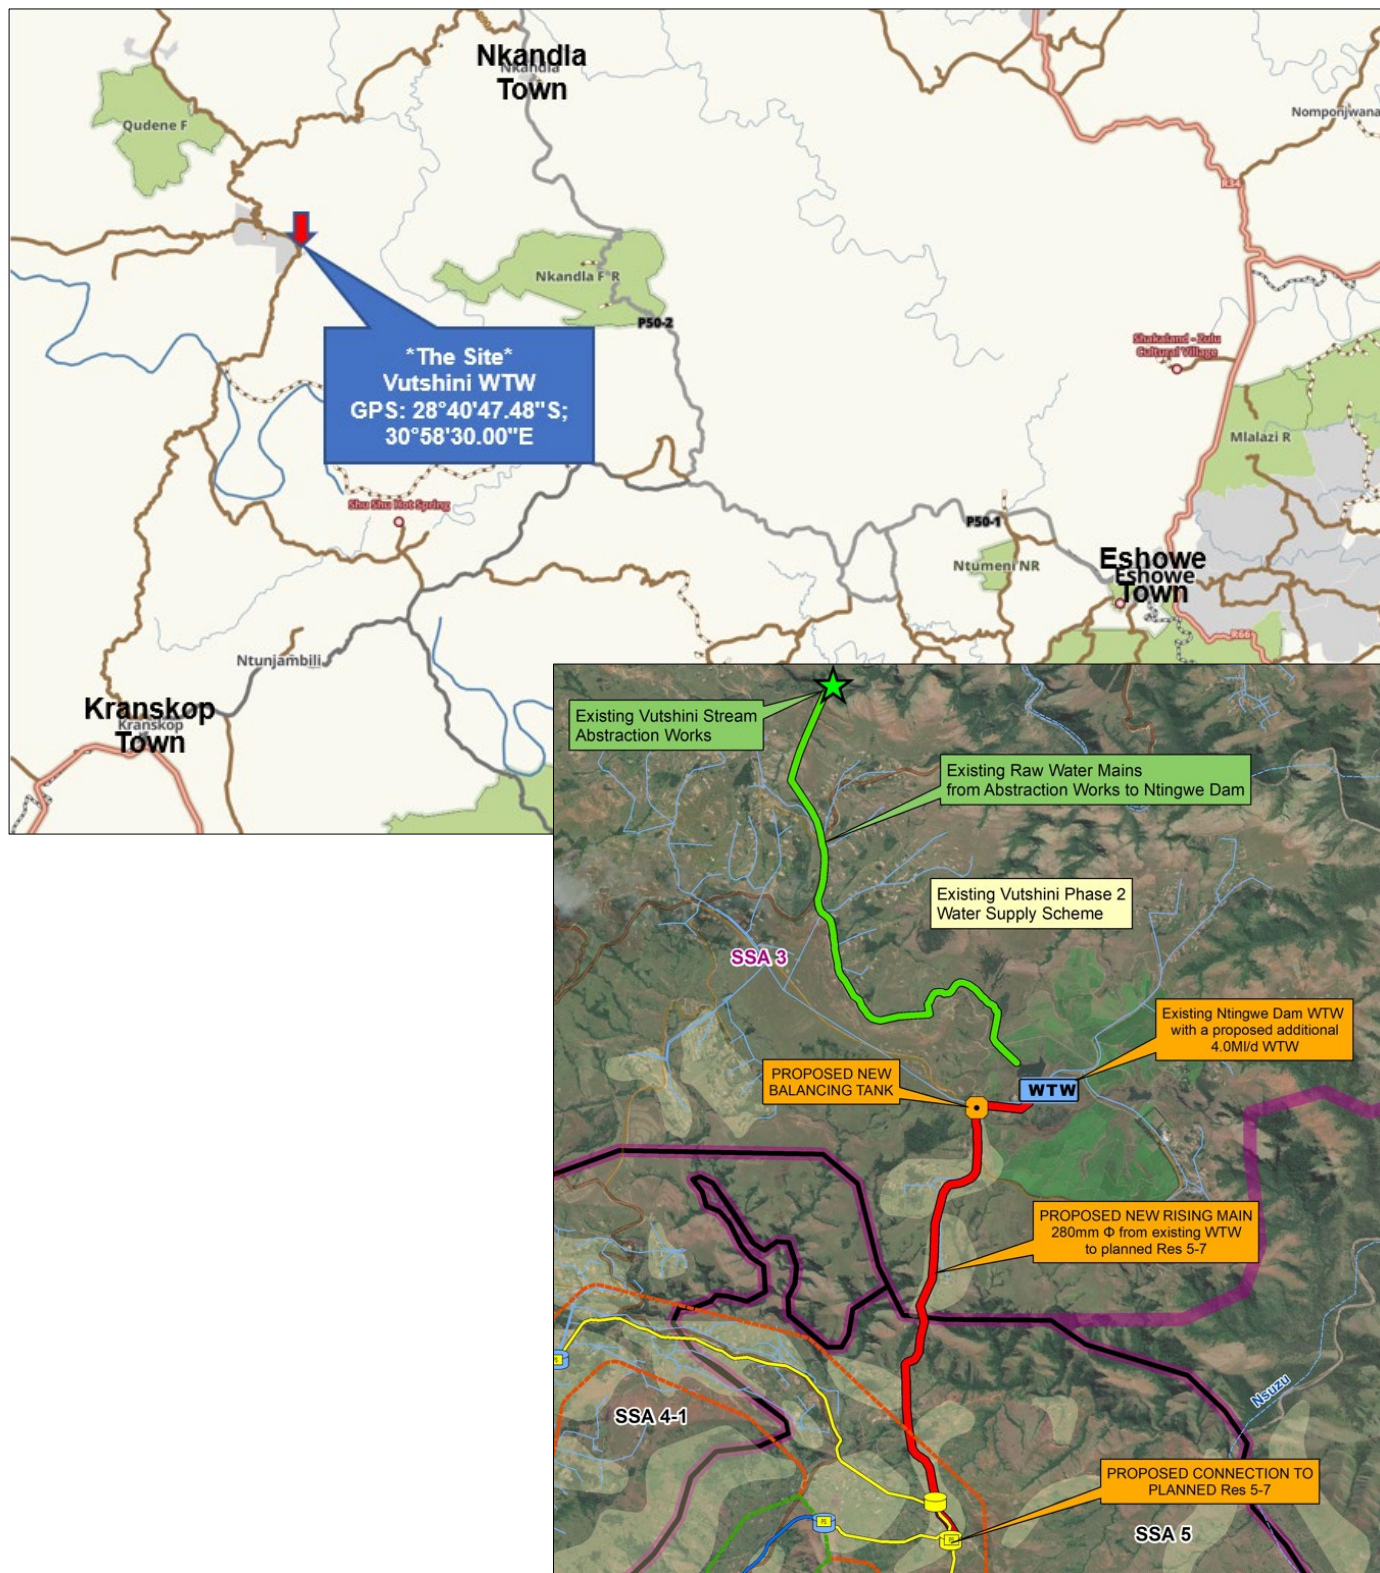 Nkandla
Town
Nkandla
Qudene F
Nomponjwana
R34
Nkandla F R
P50-2
*The Site*
Vutshini WTW
GPS: 28°40'47.48"S;
30°58'30.00"E
Shakaland - Zulu
Cultural Village
Mlalazi R
Shu Shu Hot Spring
P50-1
Ntumeni NR
Eshowe
Town
Eshowe
R66
Ntunjambili
Kranskop
Town
Kranskop
Existing Vutshini Stream
Abstraction Works
Existing Raw Water Mains
from Abstraction Works to Ntingwe Dam
Existing Vutshini Phase 2
Water Supply Scheme
SSA 3
Existing Ntingwe Dam WTW
with a proposed additional
4.0Ml/d WTW
PROPOSED NEW
BALANCING TANK
WTW
PROPOSED NEW RISING MAIN
280mm Φ from existing WTW
to planned Res 5-7
Nsuzu
SSA 4-1
PROPOSED CONNECTION TO
PLANNED Res 5-7
SSA 5